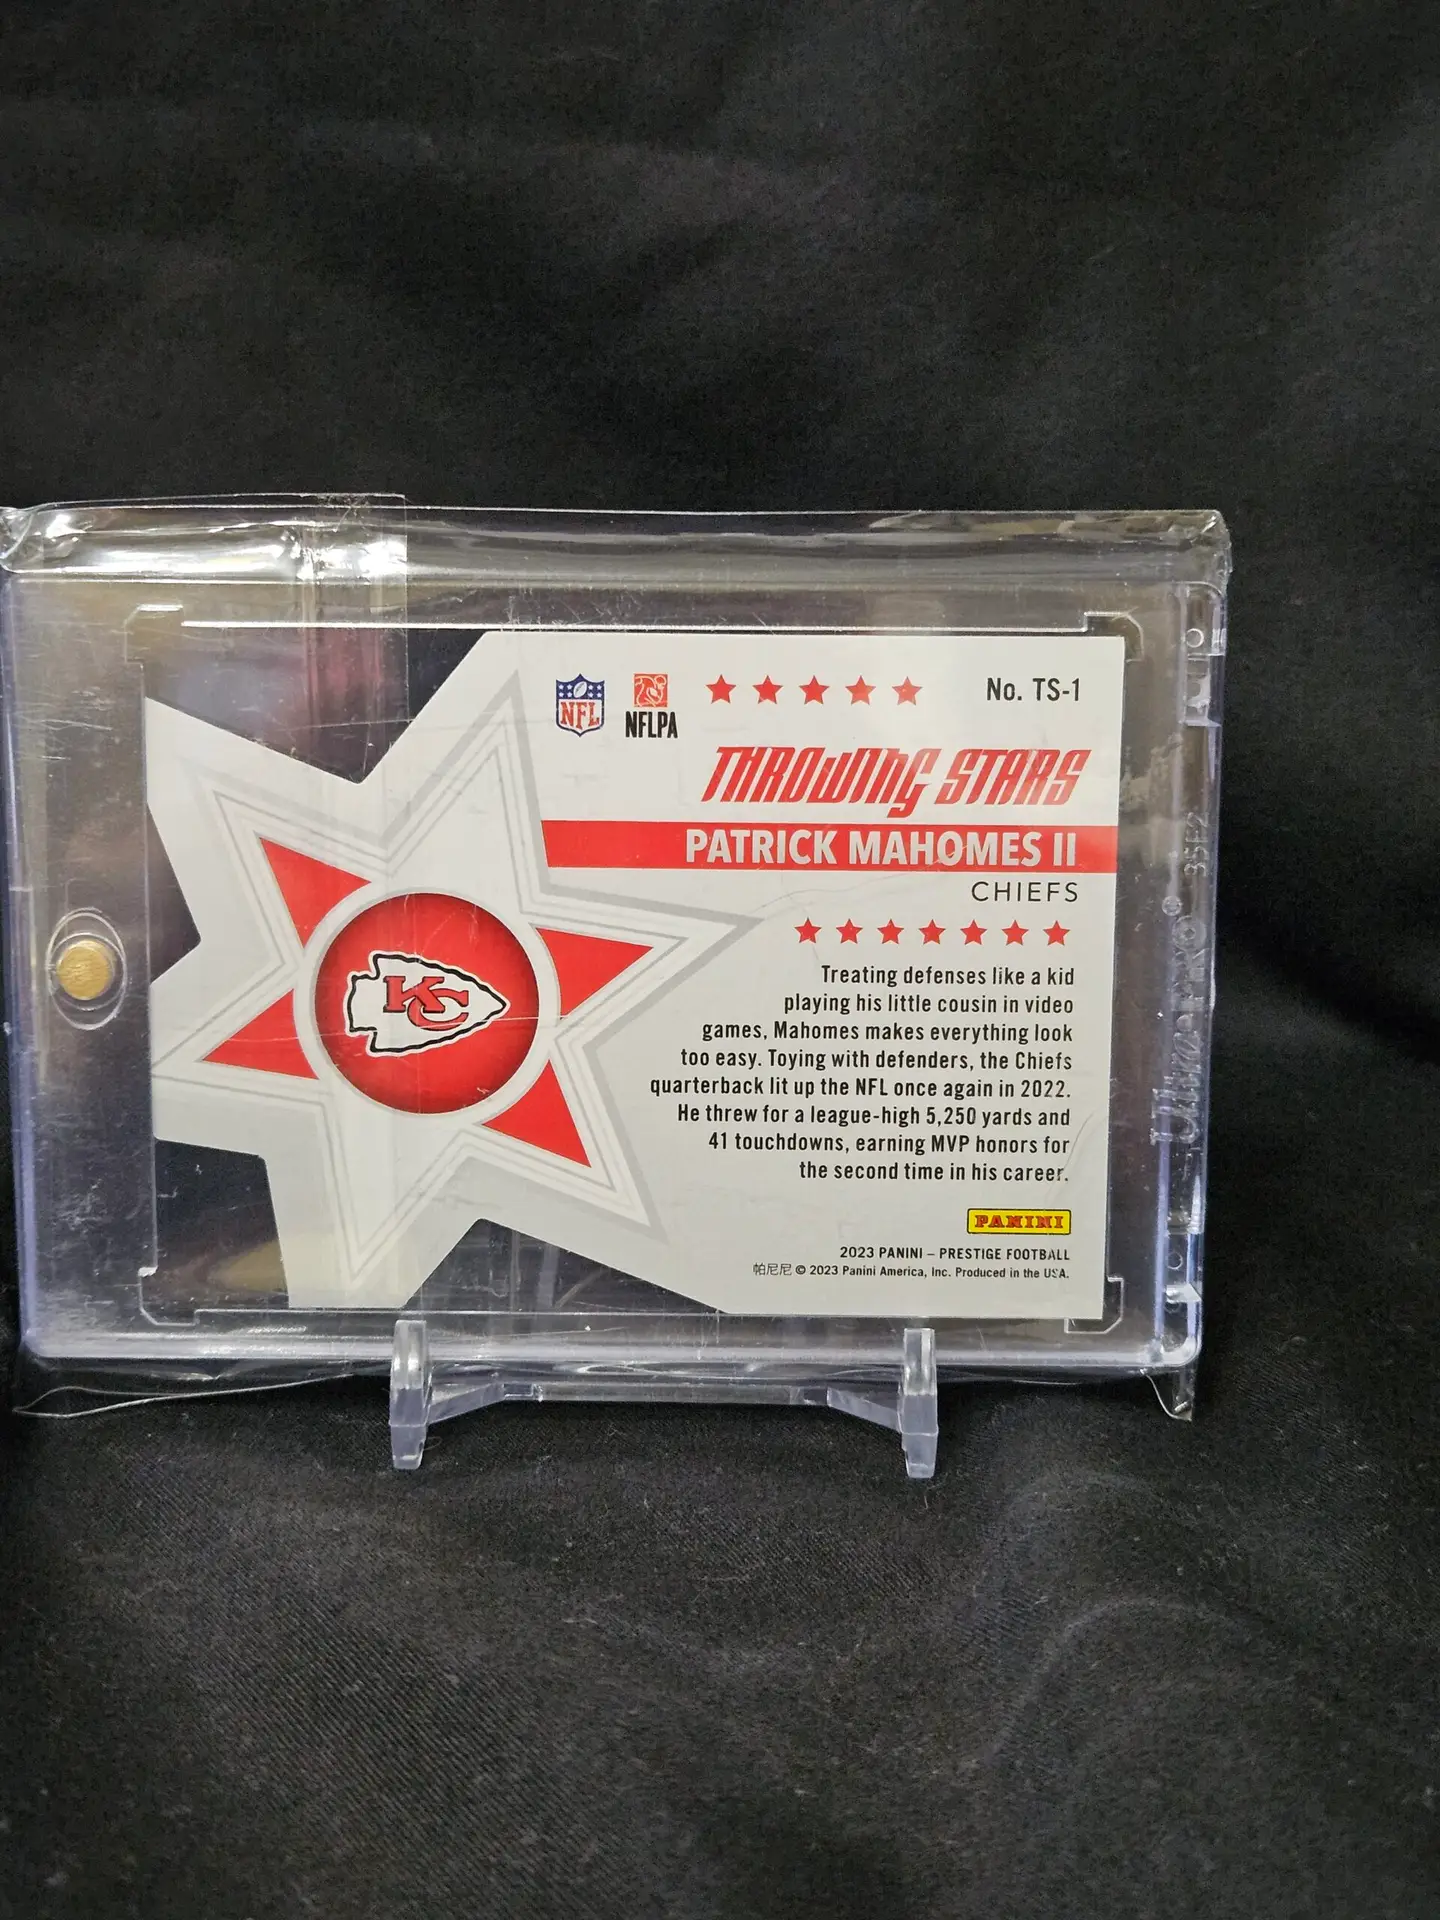 NFL
NFLPA
No. TS-1
THROWING STARS
PATRICK MAHOMES II
CHIEFS
Treating defenses like a kid
playing his little cousin in video
games, Mahomes makes everything look
too easy. Toying with defenders, the Chiefs
quarterback lit up the NFL once again in 2022.
He threw for a league-high 5,250 yards and
41 touchdowns, earning MVP honors for
the second time in his career.
PANINI
2023 PANINI – PRESTIGE FOOTBALL
帕尼尼 © 2023 Panini America, Inc. Produced in the USA.
KC